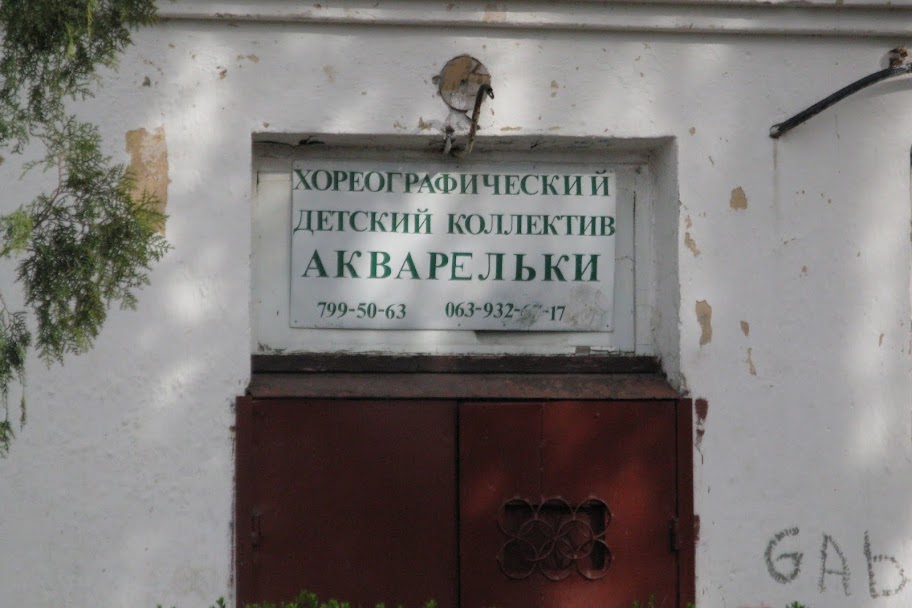 ХОРЕОГРАФИЧЕСКИЙ
ДЕТСКИЙ КОЛЛЕКТИВ
АКВАРЕЛЬКИ
799-50-63
GAb